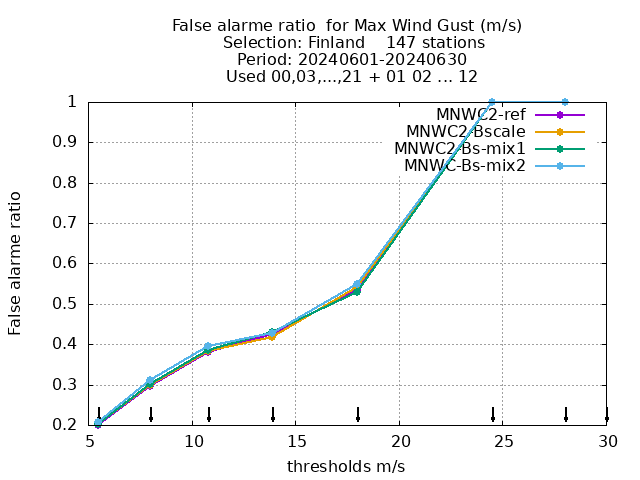 False alarme ratio  for Max Wind Gust (m/s)
Selection: Finland    147 stations
Period: 20240601-20240630
Used 00,03,...,21 + 01 02 ... 12
MNWC2-ref
MNWC2-Bscale
MNWC2-Bs-mix1
MNWC-Bs-mix2
False alarme ratio
1
0.9
0.8
0.7
0.6
0.5
0.4
0.3
0.2
5 10 15 20 25 30
thresholds m/s